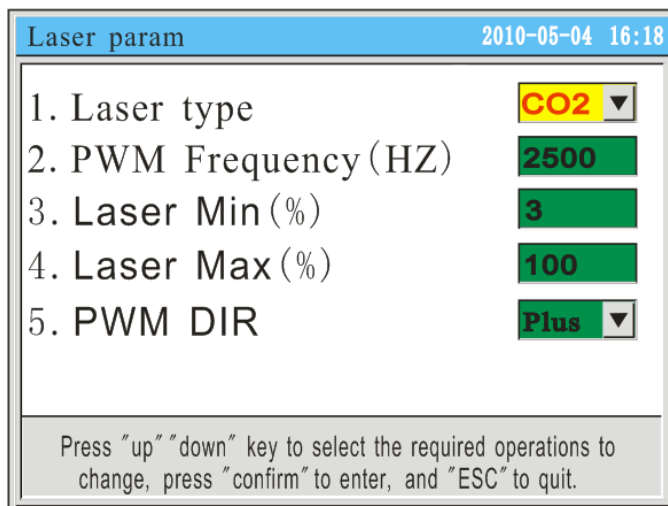 Laser param 2010-05-04 16:18
1. Laser type CO2
2. PWM Frequency(HZ) 2500
3. Laser Min(%) 3
4. Laser Max(%) 100
5. PWM DIR Plus
Press "up" "down" key to select the required operations to
change, press "confirm" to enter, and "ESC" to quit.